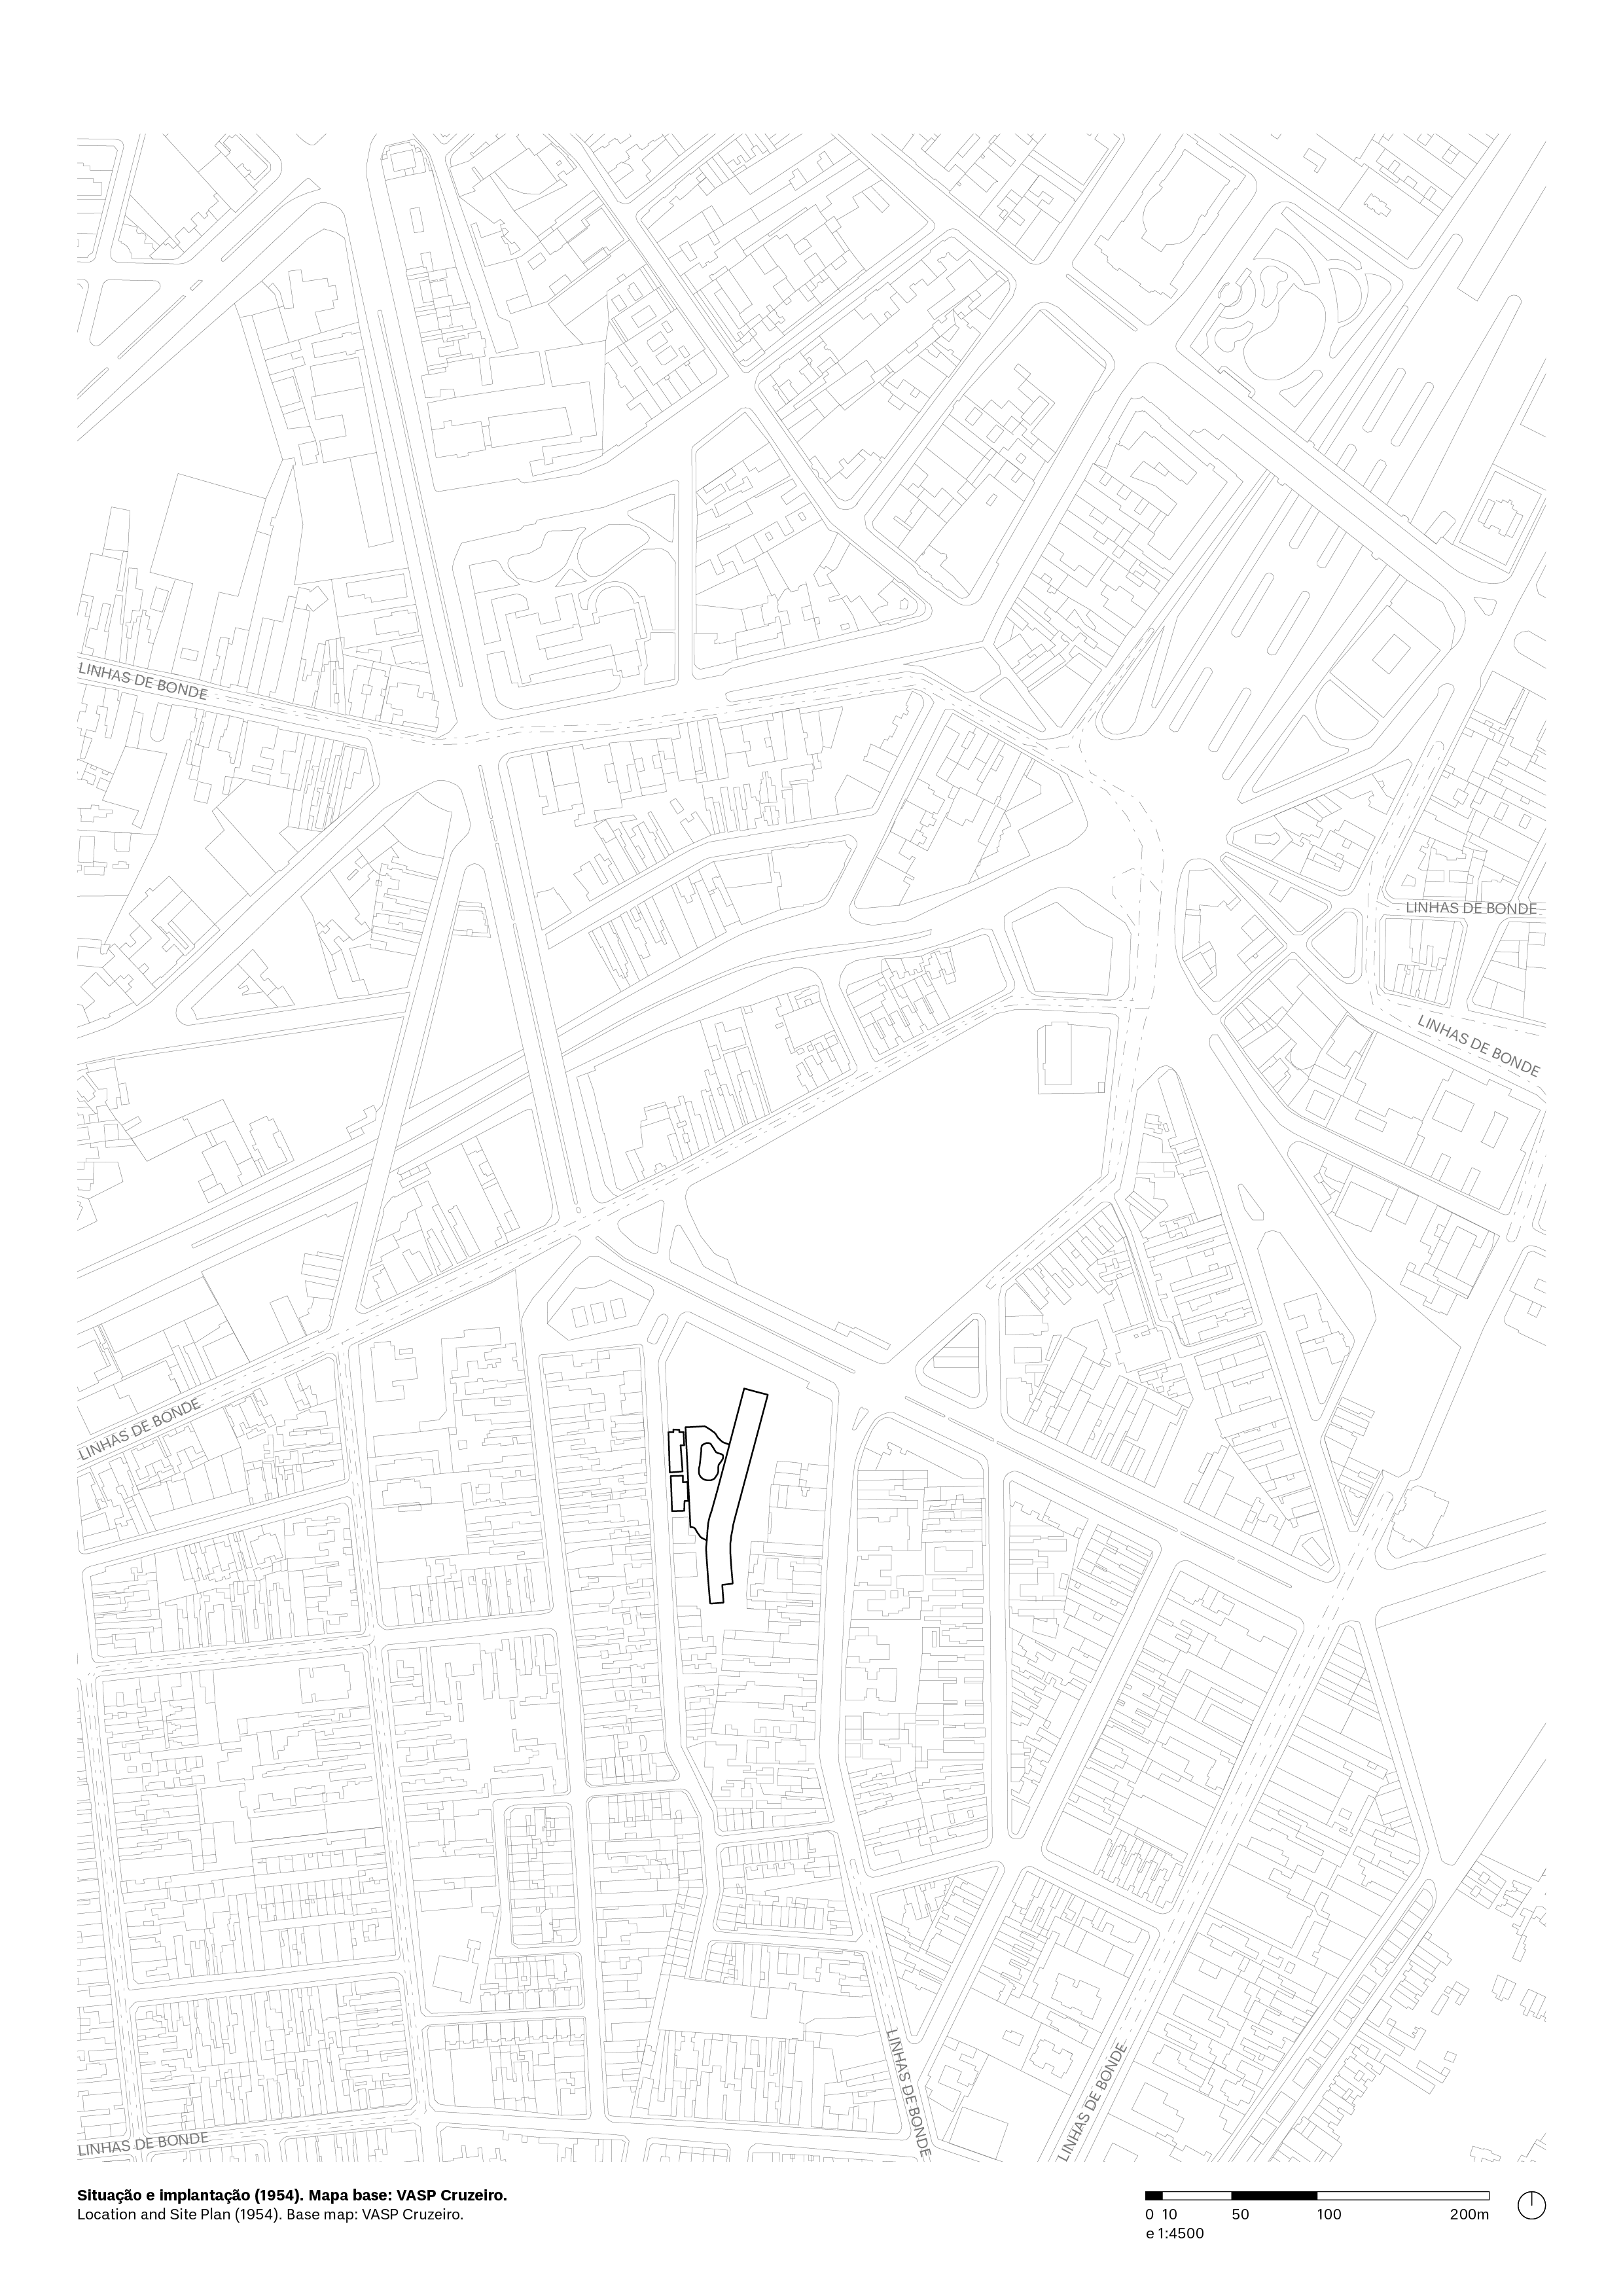 LINHAS DE BONDE
LINHAS DE BONDE
LINHAS DE BONDE
LINHAS DE BONDE
LINHAS DE BONDE
LINHAS DE BONDE
LINHAS DE BONDE
Situação e implantação (1954). Mapa base: VASP Cruzeiro.
Location and Site Plan (1954). Base map: VASP Cruzeiro.
0 10 50 100 200m
e 1:4500